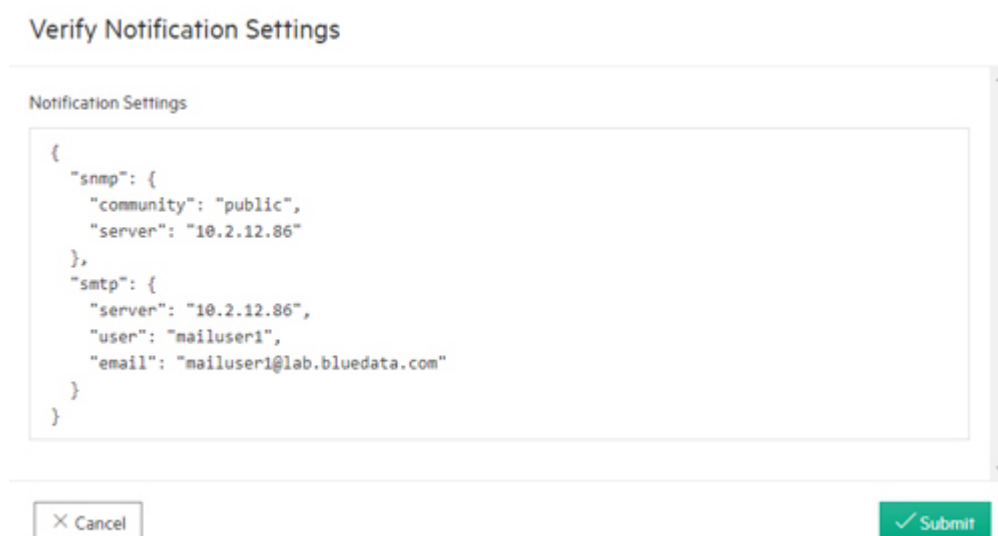 Verify Notification Settings
Notification Settings
{
"snmp": {
"community": "public",
"server": "10.2.12.86"
},
"smtp": {
"server": "10.2.12.86",
"user": "mailuser1",
"email": "mailuser1@lab.bluedata.com"
}
}
Cancel
Submit